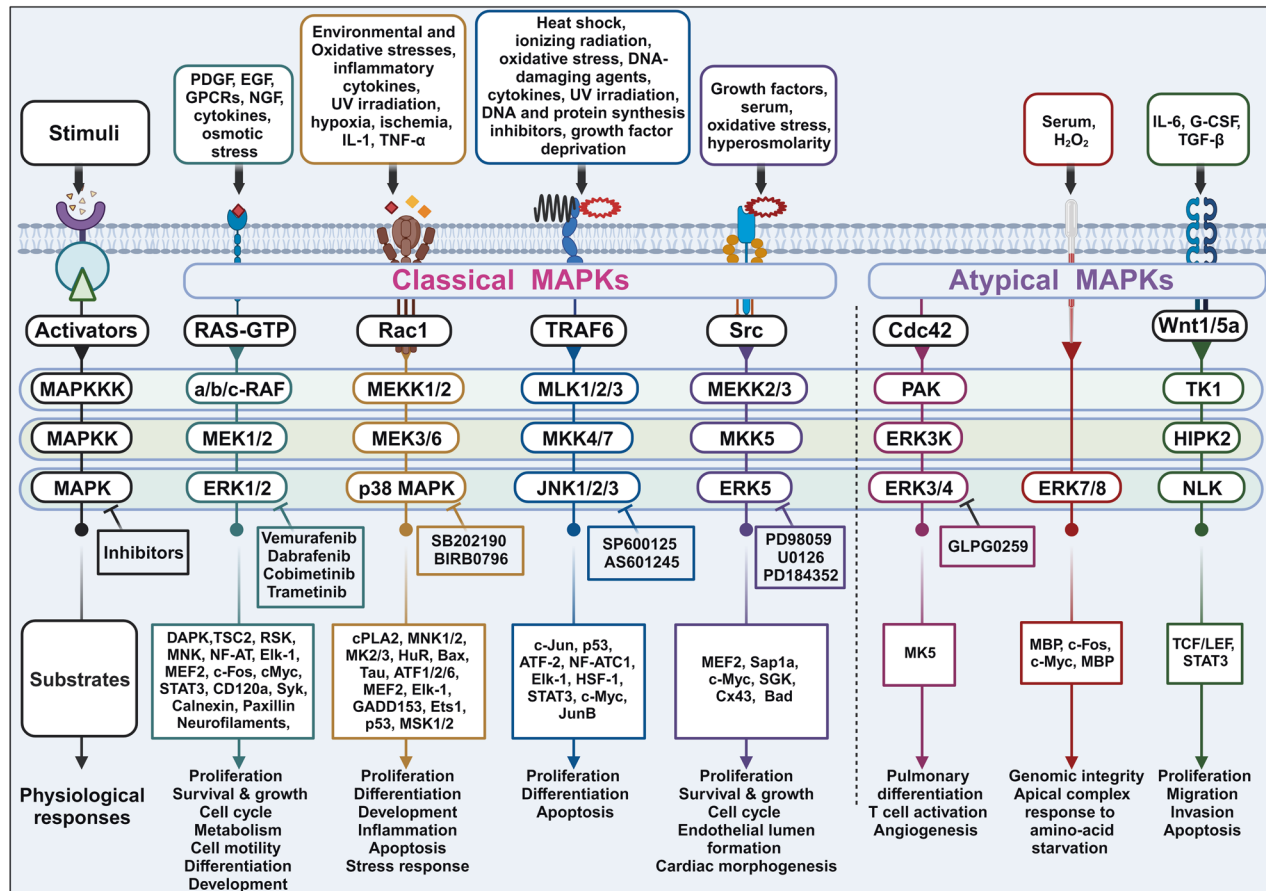 Stimuli
PDGF, EGF,
GPCRs, NGF,
cytokines,
osmotic
stress
Environmental and
Oxidative stresses,
inflammatory
cytokines,
UV irradiation,
hypoxia, ischemia,
IL-1, TNF-α
Heat shock,
ionizing radiation,
oxidative stress, DNA-
damaging agents,
cytokines, UV irradiation,
DNA and protein synthesis
inhibitors, growth factor
deprivation
Growth factors,
serum,
oxidative stress,
hyperosmolarity
Serum,
H₂O₂
IL-6, G-CSF,
TGF-β
Classical MAPKs
Atypical MAPKs
Activators
RAS-GTP
Rac1
TRAF6
Src
Cdc42
Wnt1/5a
MAPKKK
a/b/c-RAF
MEKK1/2
MLK1/2/3
MEKK2/3
PAK
TK1
MAPKK
MEK1/2
MEK3/6
MKK4/7
MKK5
ERK3K
HIPK2
MAPK
ERK1/2
p38 MAPK
JNK1/2/3
ERK5
ERK3/4
ERK7/8
NLK
Inhibitors
Vemurafenib
Dabrafenib
Cobimetinib
Trametinib
SB202190
BIRB0796
SP600125
AS601245
PD98059
U0126
PD184352
GLPG0259
Substrates
DAPK,TSC2, RSK,
MNK, NF-AT, Elk-1,
MEF2, c-Fos, cMyc,
STAT3, CD120a, Syk,
Calnexin, Paxillin
Neurofilaments,
cPLA2, MNK1/2,
MK2/3, HuR, Bax,
Tau, ATF1/2/6,
MEF2, Elk-1,
GADD153, Ets1,
p53, MSK1/2
c-Jun, p53,
ATF-2, NF-ATC1,
Elk-1, HSF-1,
STAT3, c-Myc,
JunB
MEF2, Sap1a,
c-Myc, SGK,
Cx43, Bad
MK5
MBP, c-Fos,
c-Myc, MBP
TCF/LEF,
STAT3
Physiological
responses
Proliferation
Survival & growth
Cell cycle
Metabolism
Cell motility
Differentiation
Development
Proliferation
Differentiation
Development
Inflammation
Apoptosis
Stress response
Proliferation
Differentiation
Apoptosis
Proliferation
Survival & growth
Cell cycle
Endothelial lumen
formation
Cardiac morphogenesis
Pulmonary
differentiation
T cell activation
Angiogenesis
Genomic integrity
Apical complex
response to
amino-acid
starvation
Proliferation
Migration
Invasion
Apoptosis